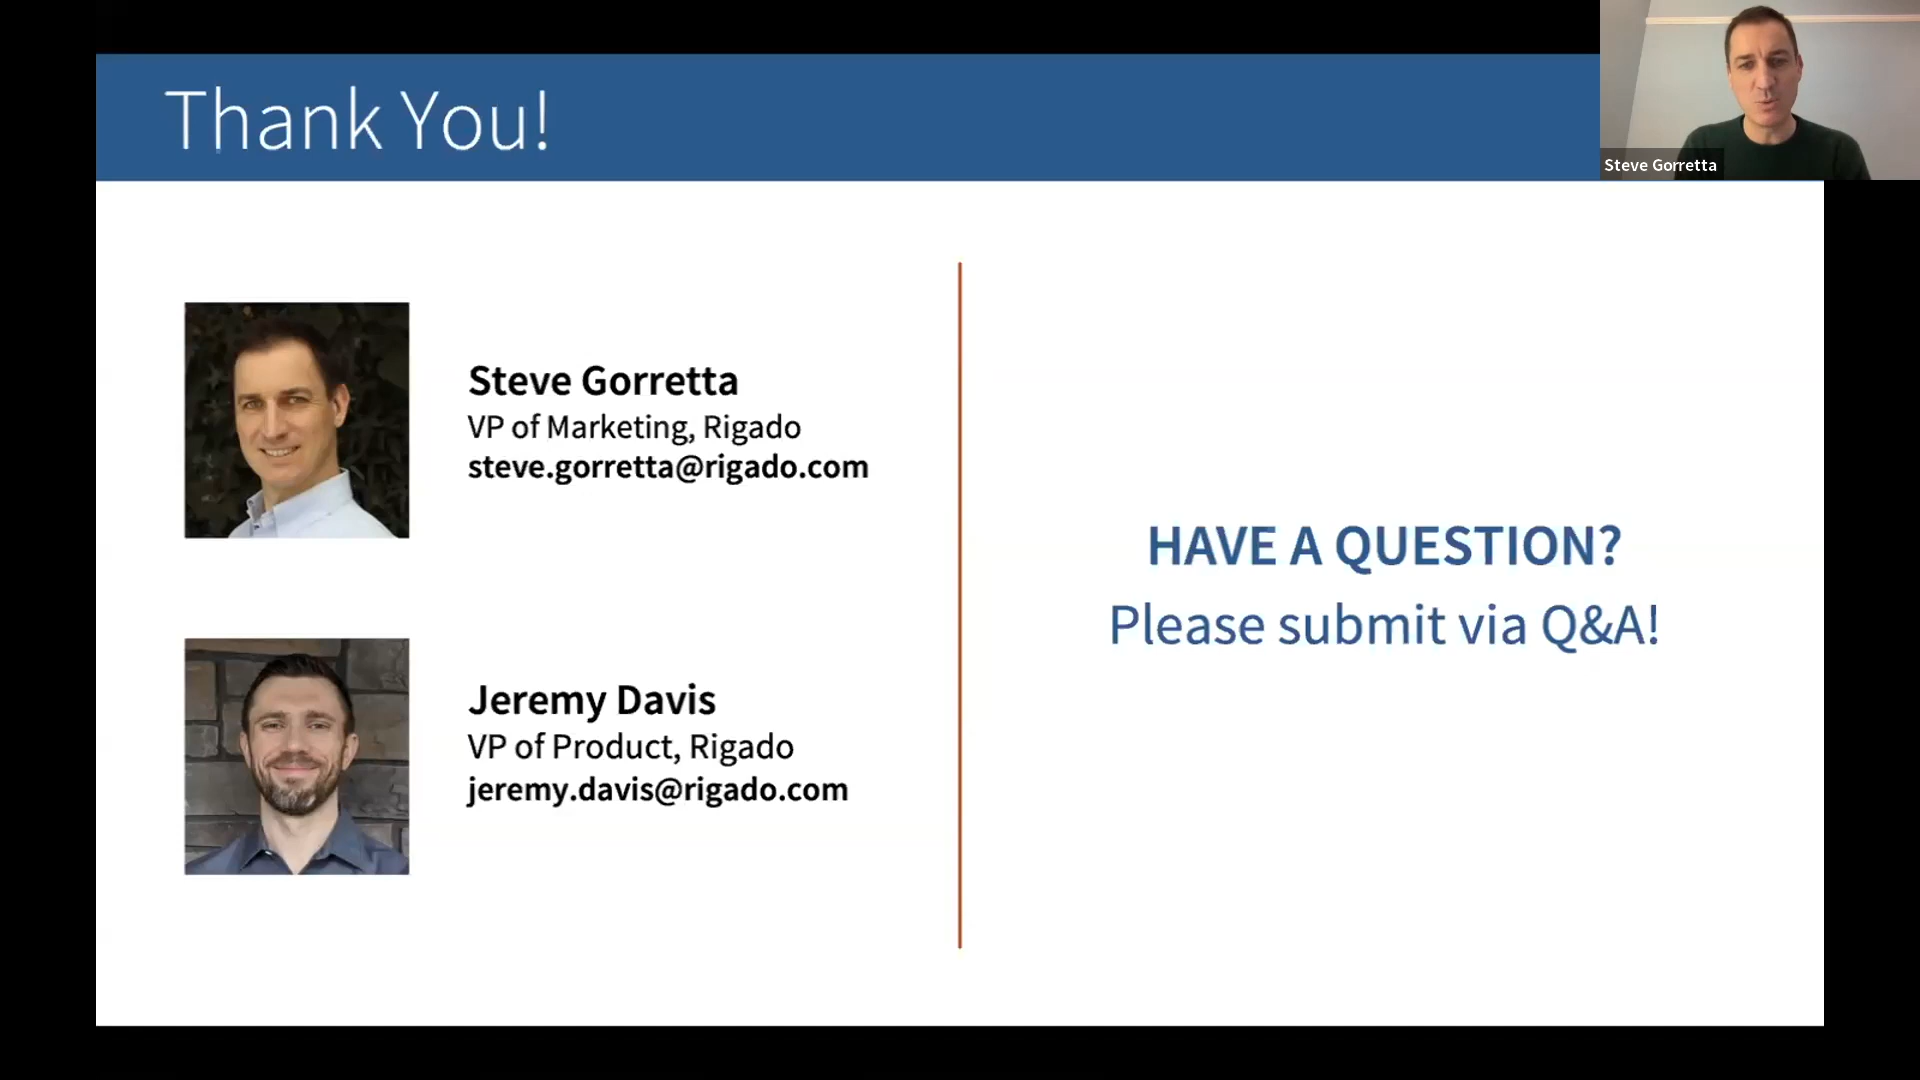 Thank You!
Steve Gorretta
Steve Gorretta
VP of Marketing, Rigado
steve.gorretta@rigado.com
Jeremy Davis
VP of Product, Rigado
jeremy.davis@rigado.com
HAVE A QUESTION?
Please submit via Q&A!